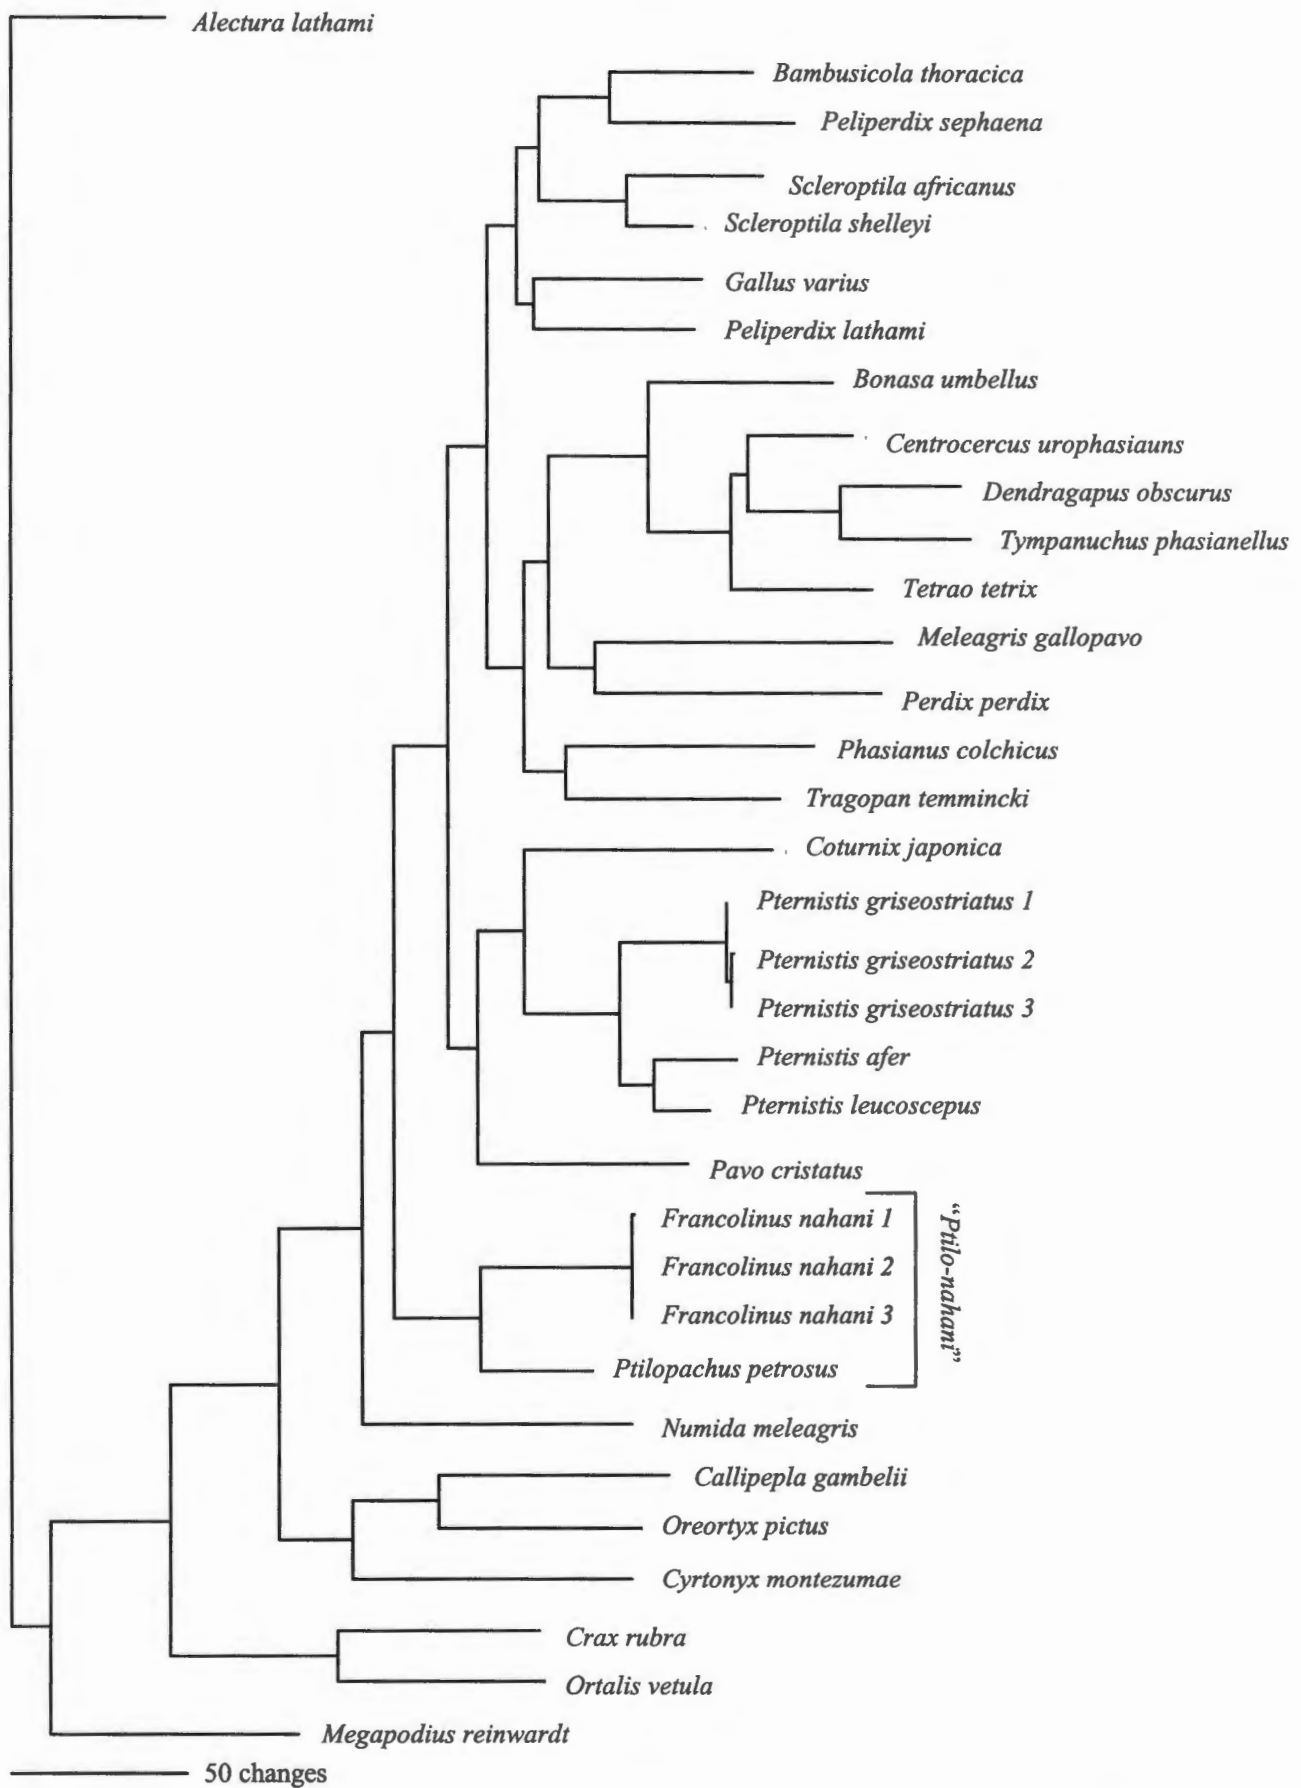 Alectura lathami
Bambusicola thoracica
Peliperdix sephaena
Scleroptila africanus
Scleroptila shelleyi
Gallus varius
Peliperdix lathami
Bonasa umbellus
Centrocercus urophasiauns
Dendragapus obscurus
Tympanuchus phasianellus
Tetrao tetrix
Meleagris gallopavo
Perdix perdix
Phasianus colchicus
Tragopan temmincki
Coturnix japonica
Pternistis griseostriatus 1
Pternistis griseostriatus 2
Pternistis griseostriatus 3
Pternistis afer
Pternistis leucoscepus
Pavo cristatus
Francolinus nahani 1
Francolinus nahani 2
Francolinus nahani 3
Ptilopachus petrosus
“Ptilo-nahani”
Numida meleagris
Callipepla gambelii
Oreortyx pictus
Cyrtonyx montezumae
Crax rubra
Ortalis vetula
Megapodius reinwardt
50 changes